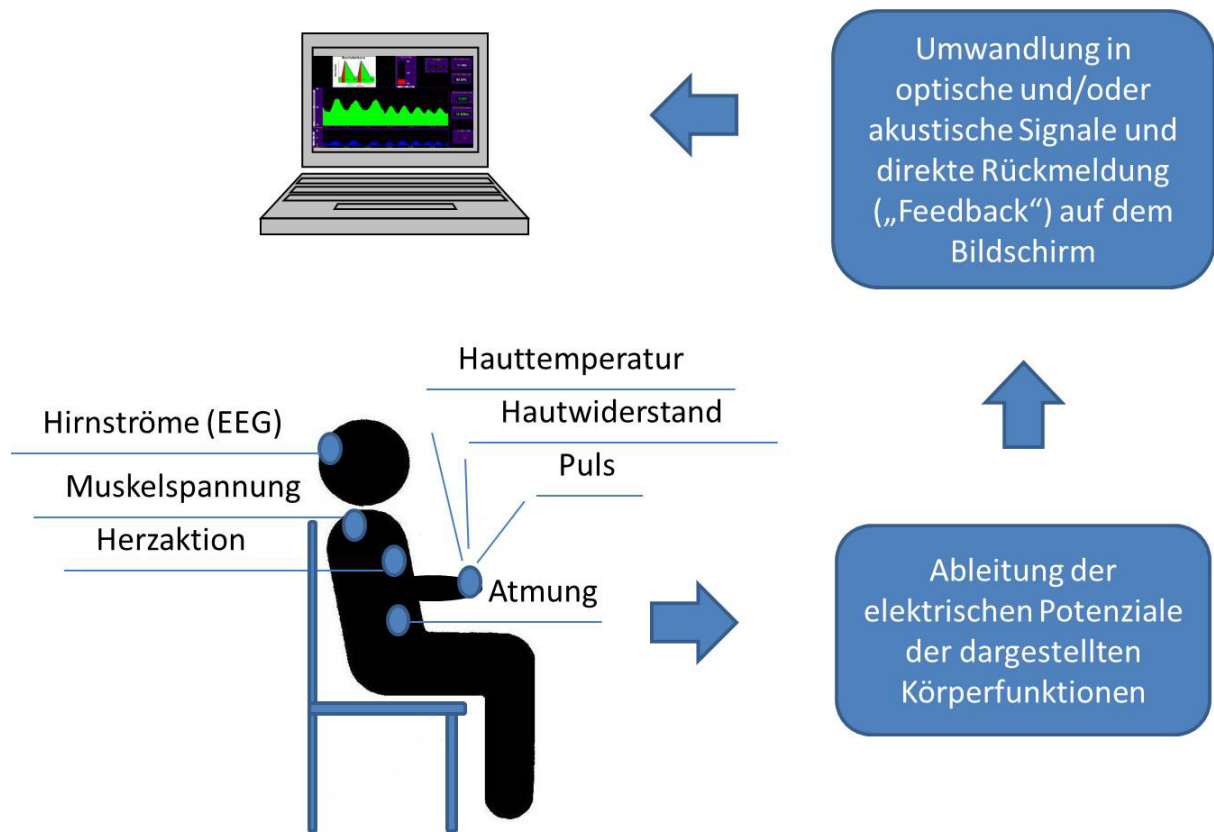 Umwandlung in
optische und/oder
akustische Signale und
direkte Rückmeldung
(„Feedback“) auf dem
Bildschirm
Hauttemperatur
Hautwiderstand
Puls
Hirnströme (EEG)
Muskelspannung
Herzaktion
Atmung
Ableitung der
elektrischen Potenziale
der dargestellten
Körperfunktionen